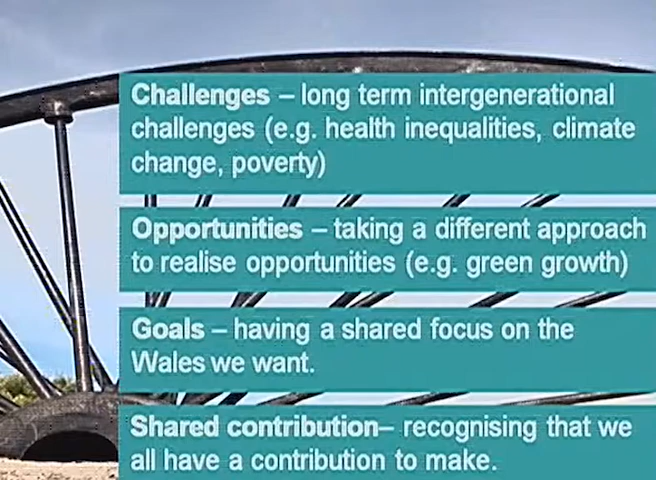 Challenges – long term intergenerational
challenges (e.g. health inequalities, climate
change, poverty)
Opportunities – taking a different approach
to realise opportunities (e.g. green growth)
Goals – having a shared focus on the
Wales we want.
Shared contribution– recognising that we
all have a contribution to make.